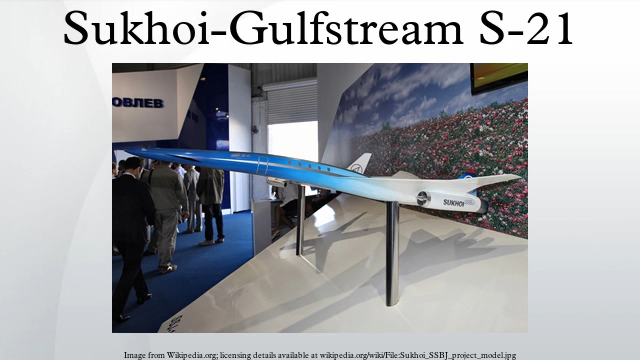 Sukhoi-Gulfstream S-21
ОВЛЕВ
SUKHOI
Image from Wikipedia.org; licensing details available at wikipedia.org/wiki/File:Sukhoi_SSBJ_project_model.jpg